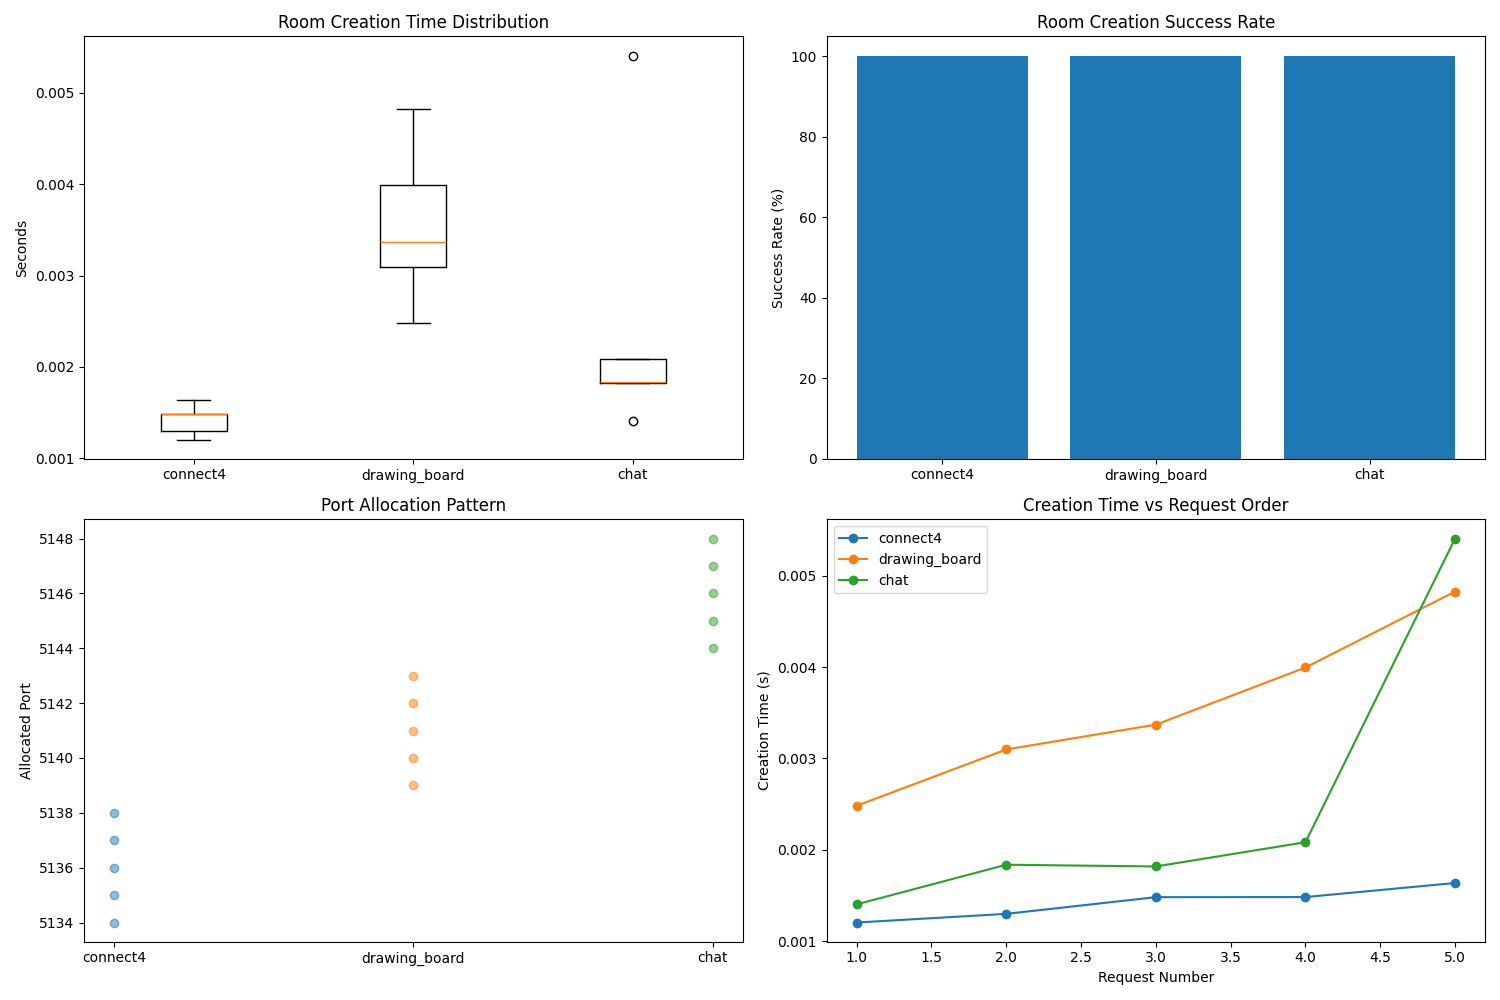 Room Creation Time Distribution
Seconds
0.005
0.004
0.003
0.002
0.001
connect4 drawing_board chat
Room Creation Success Rate
Success Rate (%)
100
80
60
40
20
0
connect4 drawing_board chat
Port Allocation Pattern
Allocated Port
5148
5146
5144
5142
5140
5138
5136
5134
connect4 drawing_board chat
Creation Time vs Request Order
connect4
drawing_board
chat
Creation Time (s)
0.005
0.004
0.003
0.002
0.001
1.0 1.5 2.0 2.5 3.0 3.5 4.0 4.5 5.0
Request Number